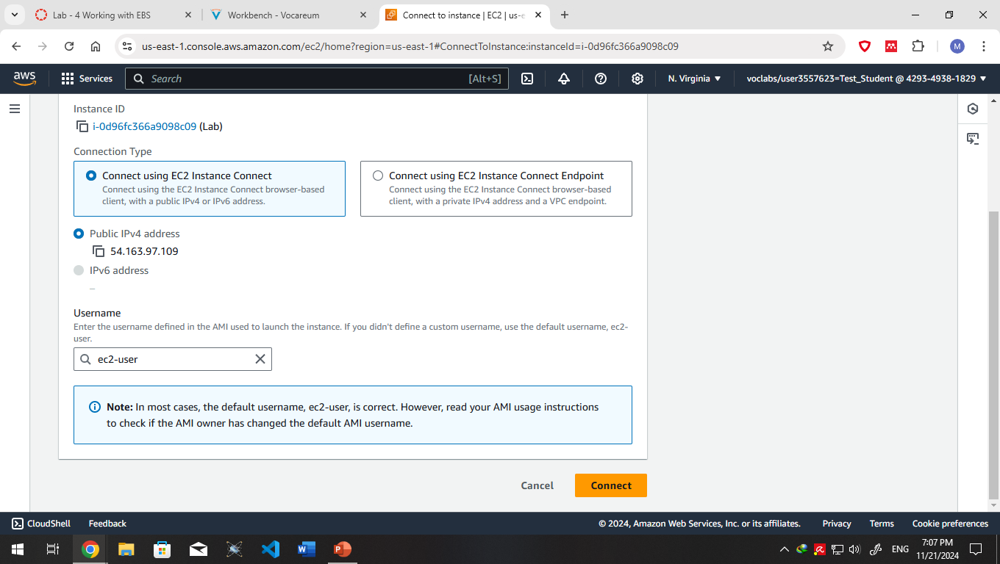 Lab - 4 Working with EBS
Workbench - Vocareum
Connect to instance | EC2 | us-e
us-east-1.console.aws.amazon.com/ec2/home?region=us-east-1#ConnectToInstance:instanceId=i-0d96fc366a9098c09
M
aws
Services
Search
[Alt+S]
N. Virginia
voclabs/user3557623=Test_Student @ 4293-4938-1829
Instance ID
i-0d96fc366a9098c09 (Lab)
Connection Type
Connect using EC2 Instance Connect
Connect using the EC2 Instance Connect browser-based
client, with a public IPv4 or IPv6 address.
Connect using EC2 Instance Connect Endpoint
Connect using the EC2 Instance Connect browser-based
client, with a private IPv4 address and a VPC endpoint.
Public IPv4 address
54.163.97.109
IPv6 address
–
Username
Enter the username defined in the AMI used to launch the instance. If you didn't define a custom username, use the default username, ec2-
user.
ec2-user
Note: In most cases, the default username, ec2-user, is correct. However, read your AMI usage instructions
to check if the AMI owner has changed the default AMI username.
Cancel
Connect
CloudShell
Feedback
© 2024, Amazon Web Services, Inc. or its affiliates.
Privacy
Terms
Cookie preferences
ENG
7:07 PM
11/21/2024